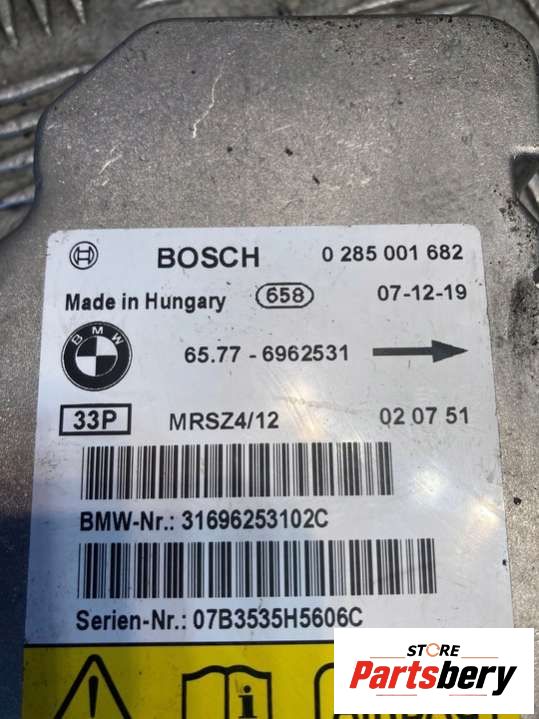 BOSCH 0 285 001 682
Made in Hungary 658 07-12-19
BMW
65.77 - 6962531
33P MRSZ4/12 02 07 51
BMW-Nr.: 31696253102C
Serien-Nr.: 07B3535H5606C
STORE
Partsbery